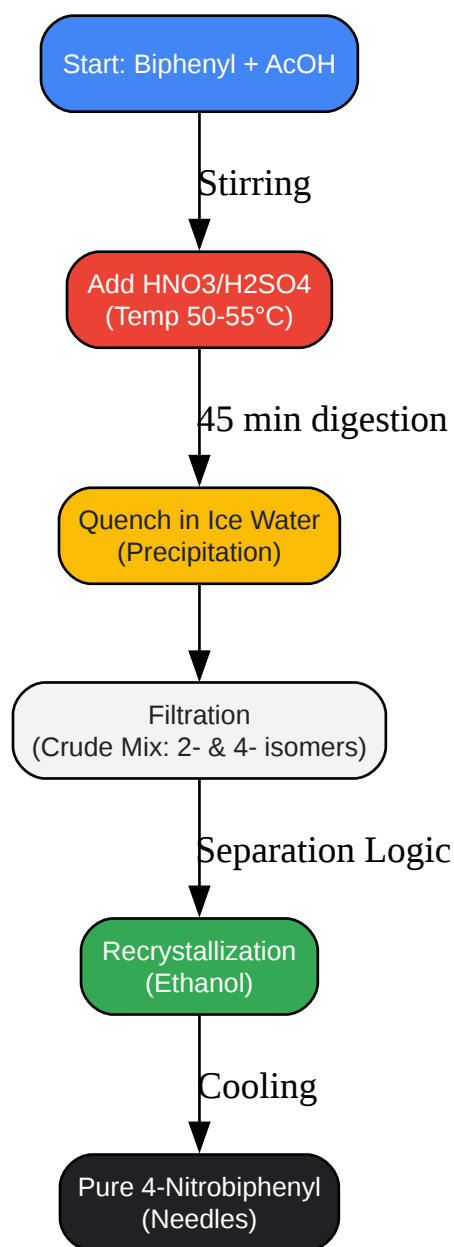 Start: Biphenyl + AcOH
Stirring
Add HNO3/H2SO4
(Temp 50-55°C)
45 min digestion
Quench in Ice Water
(Precipitation)
Filtration
(Crude Mix: 2- & 4- isomers)
Separation Logic
Recrystallization
(Ethanol)
Cooling
Pure 4-Nitrobiphenyl
(Needles)